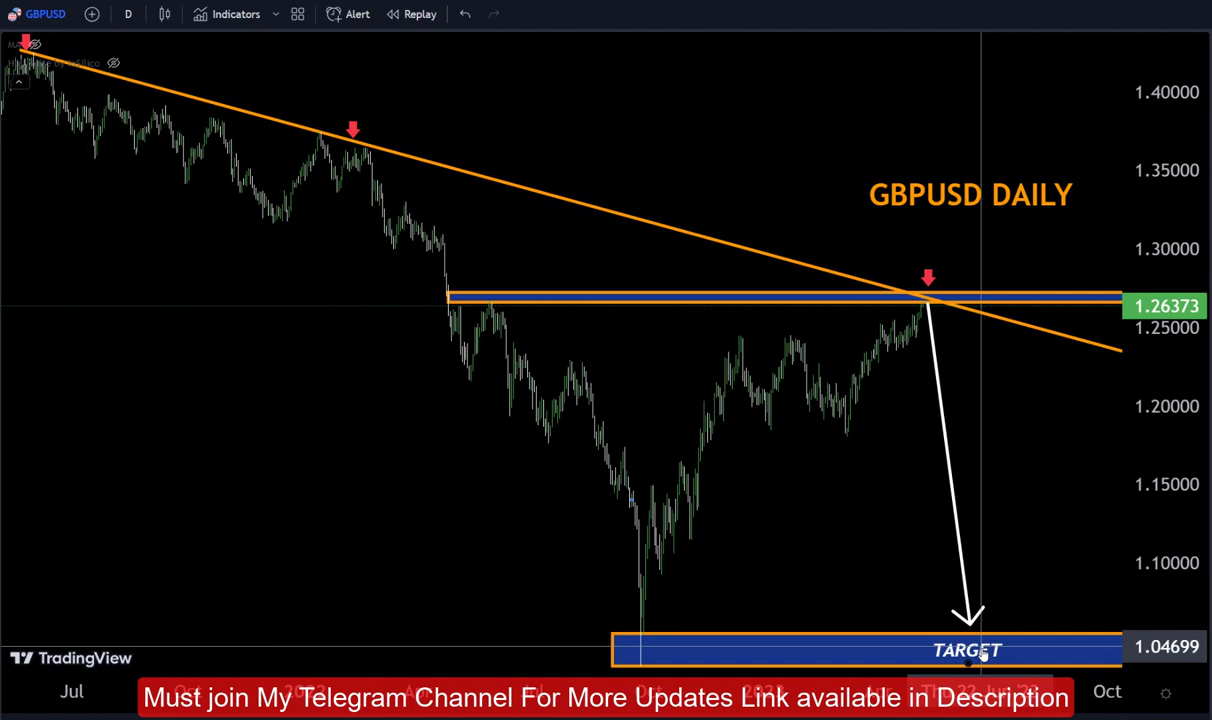 GBPUSD D Indicators Alert Replay
1.40000
1.35000
GBPUSD DAILY
1.30000
1.26373
1.25000
1.20000
1.15000
1.10000
TARGET
1.04699
TradingView
Jul Oct
Must join My Telegram Channel For More Updates Link available in Description